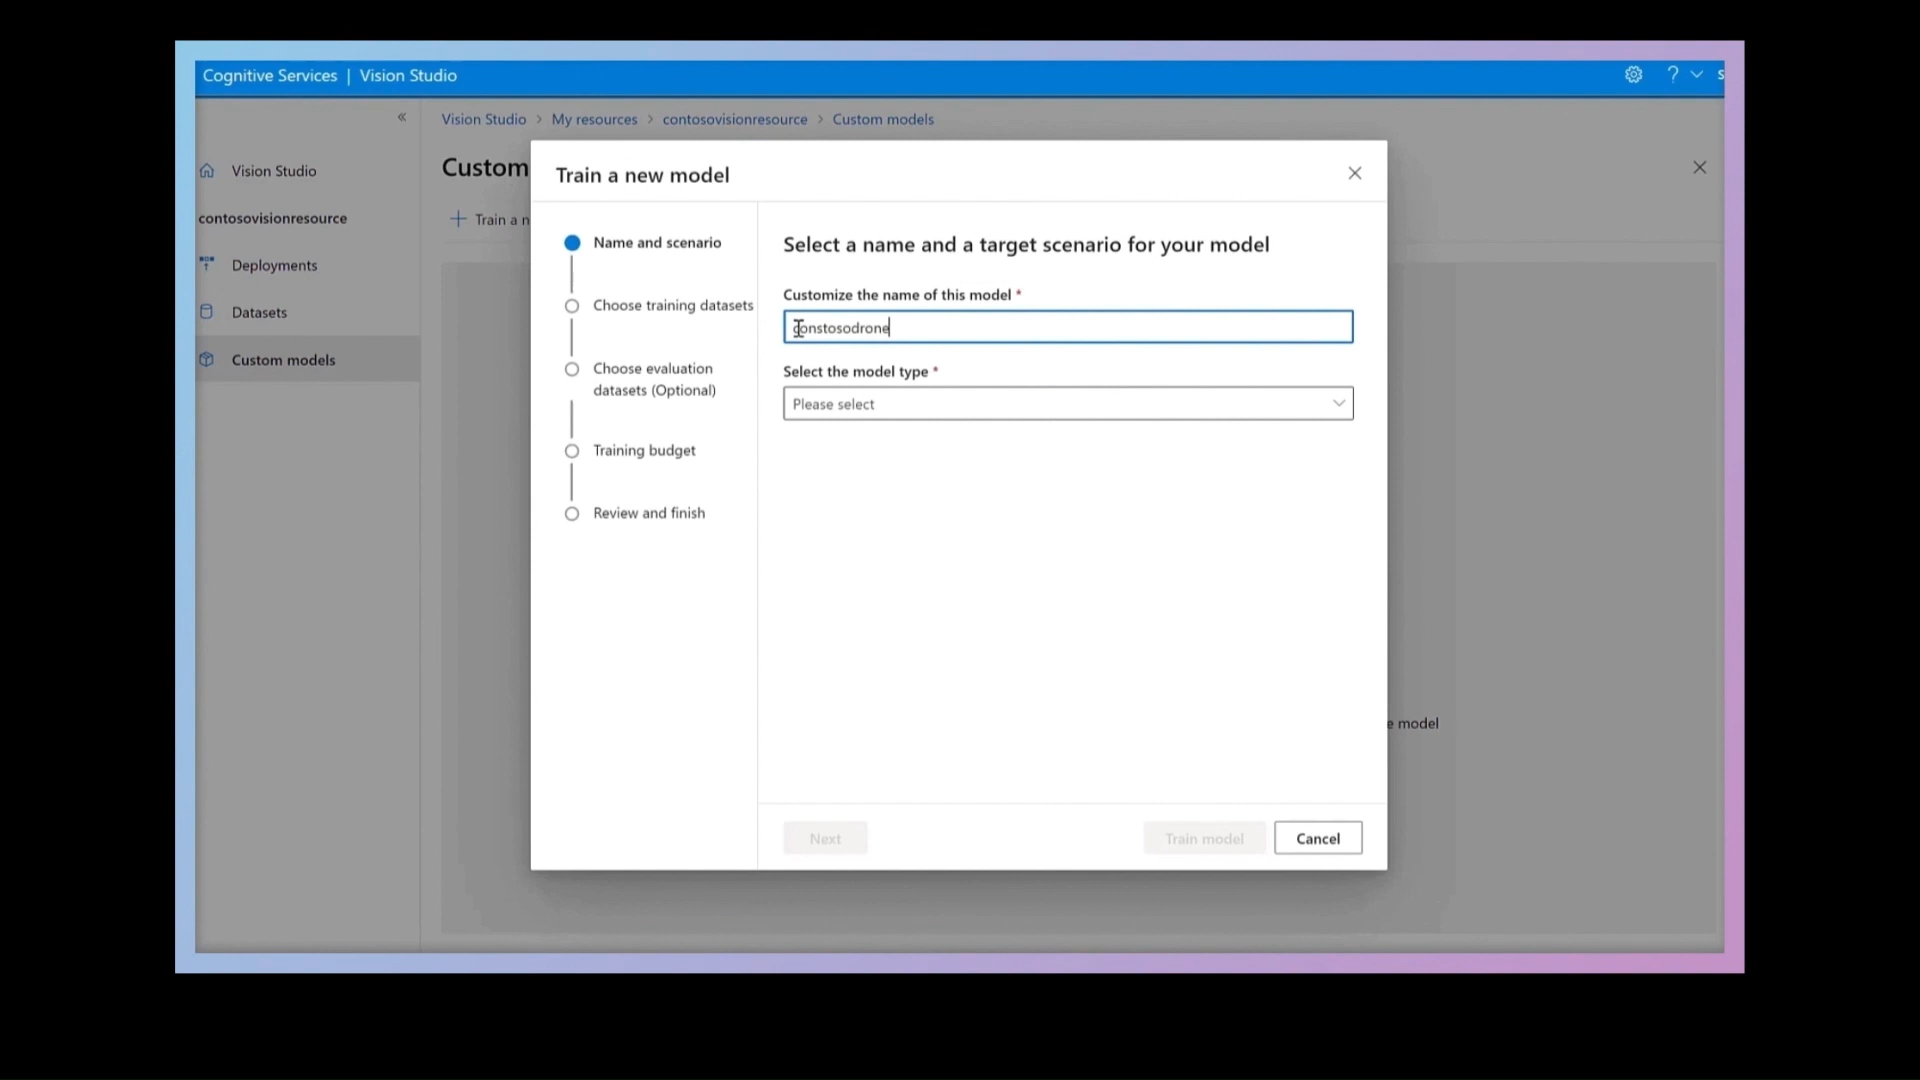 Cognitive Services | Vision Studio
?
Vision Studio > My resources > contosovisionresource > Custom models
Vision Studio
contosovisionresource
Deployments
Datasets
Custom models
Custom
+ Train a n
Train a new model
Name and scenario
Choose training datasets
Choose evaluation
datasets (Optional)
Training budget
Review and finish
Select a name and a target scenario for your model
Customize the name of this model *
constosodrone
Select the model type *
Please select
e model
Next
Train model
Cancel